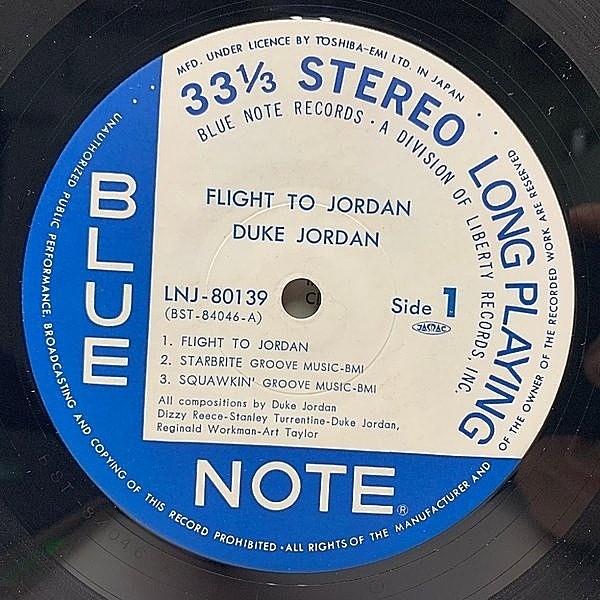 MFD. UNDER LICENCE BY TOSHIBA-EMI LTD. IN JAPAN
33⅓ STEREO LONG PLAYING
BLUE NOTE RECORDS · A DIVISION OF LIBERTY RECORDS, INC.
FLIGHT TO JORDAN
DUKE JORDAN
BLUE
LNJ-80139
(BST-84046-A)
Side 1
JASRAC
1. FLIGHT TO JORDAN
2. STARBRITE GROOVE MUSIC-BMI
3. SQUAWKIN' GROOVE MUSIC-BMI
All compositions by Duke Jordan
Dizzy Reece-Stanley Turrentine-Duke Jordan,
Reginald Workman-Art Taylor
NOTE®
UNAUTHORIZED PUBLIC PERFORMANCE, BROADCASTING AND COPYING OF THIS RECORD PROHIBITED · ALL RIGHTS OF THE MANUFACTURER AND OF THE OWNER OF THE RECORDED WORK ARE RESERVED